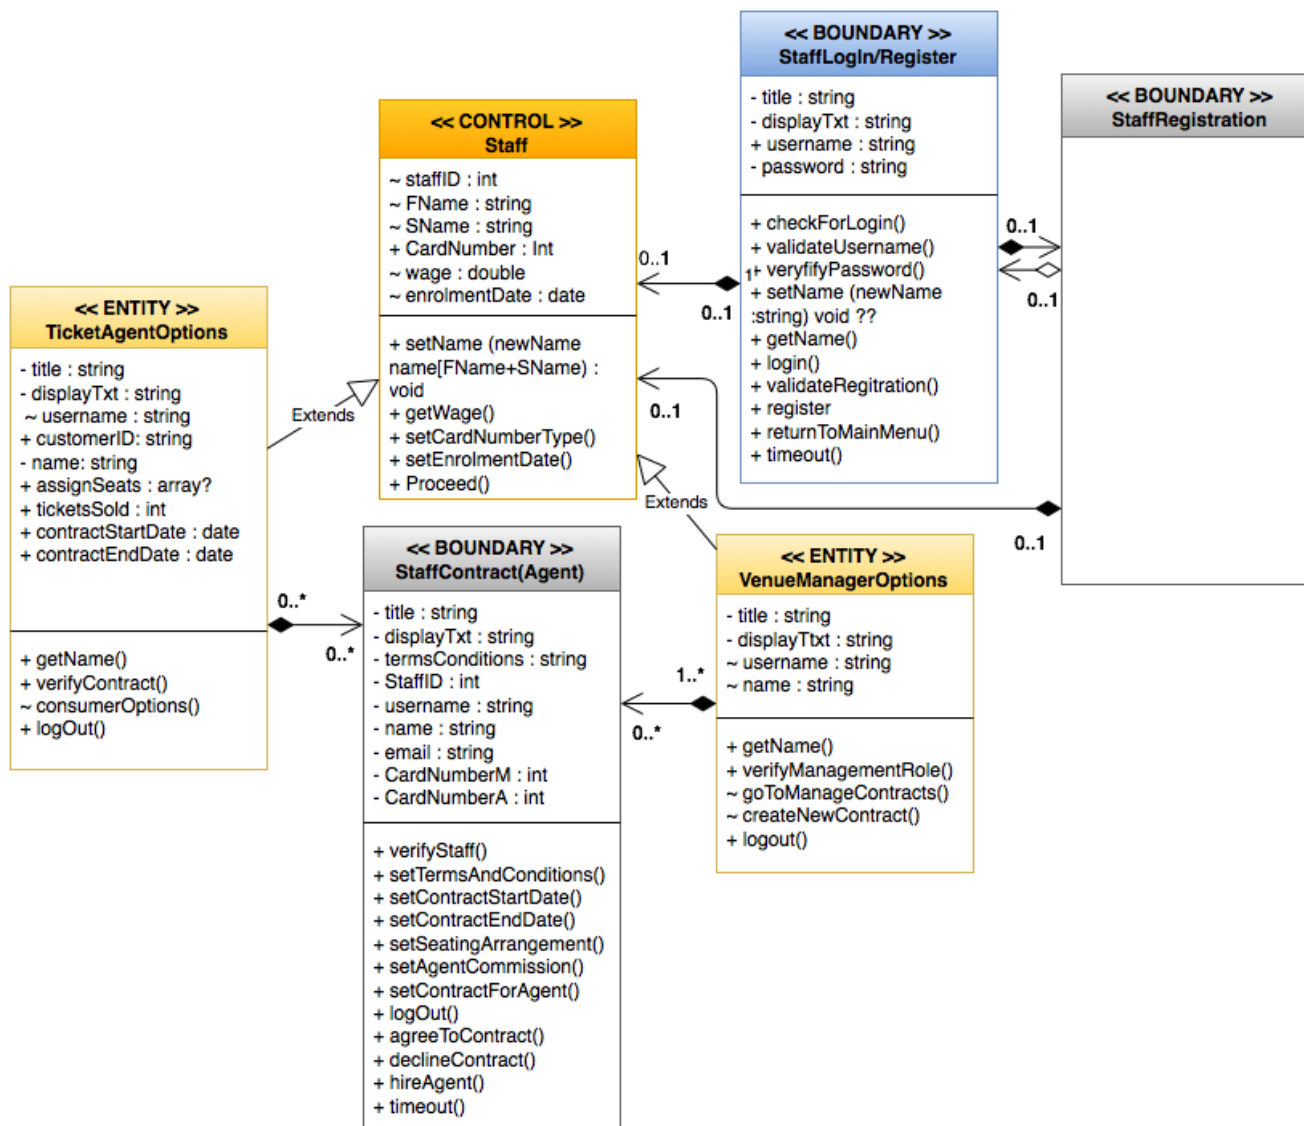 << BOUNDARY >>
StaffLogIn/Register
- title : string
- displayTxt : string
+ username : string
- password : string
+ checkForLogin()
+ validateUsername()
+ veryfifyPassword()
+ setName (newName
:string) void ??
+ getName()
+ login()
+ validateRegitration()
+ register
+ returnToMainMenu()
+ timeout()
<< BOUNDARY >>
StaffRegistration
<< CONTROL >>
Staff
~ staffID : int
~ FName : string
~ SName : string
+ CardNumber : Int
~ wage : double
~ enrolmentDate : date
+ setName (newName
name[FName+SName) :
void
+ getWage()
+ setCardNumberType()
+ setEnrolmentDate()
+ Proceed()
0..1
0..1
1
0..1
0..1
0..1
0..1
<< ENTITY >>
TicketAgentOptions
- title : string
- displayTxt : string
~ username : string
+ customerID: string
- name: string
+ assignSeats : array?
+ ticketsSold : int
+ contractStartDate : date
+ contractEndDate : date
+ getName()
+ verifyContract()
~ consumerOptions()
+ logOut()
Extends
Extends
0..*
0..*
<< BOUNDARY >>
StaffContract(Agent)
- title : string
- displayTxt : string
- termsConditions : string
- StaffID : int
- username : string
- name : string
- email : string
- CardNumberM : int
- CardNumberA : int
+ verifyStaff()
+ setTermsAndConditions()
+ setContractStartDate()
+ setContractEndDate()
+ setSeatingArrangement()
+ setAgentCommission()
+ setContractForAgent()
+ logOut()
+ agreeToContract()
+ declineContract()
+ hireAgent()
+ timeout()
1..*
0..*
<< ENTITY >>
VenueManagerOptions
- title : string
- displayTtxt : string
~ username : string
~ name : string
+ getName()
+ verifyManagementRole()
~ goToManageContracts()
~ createNewContract()
+ logout()